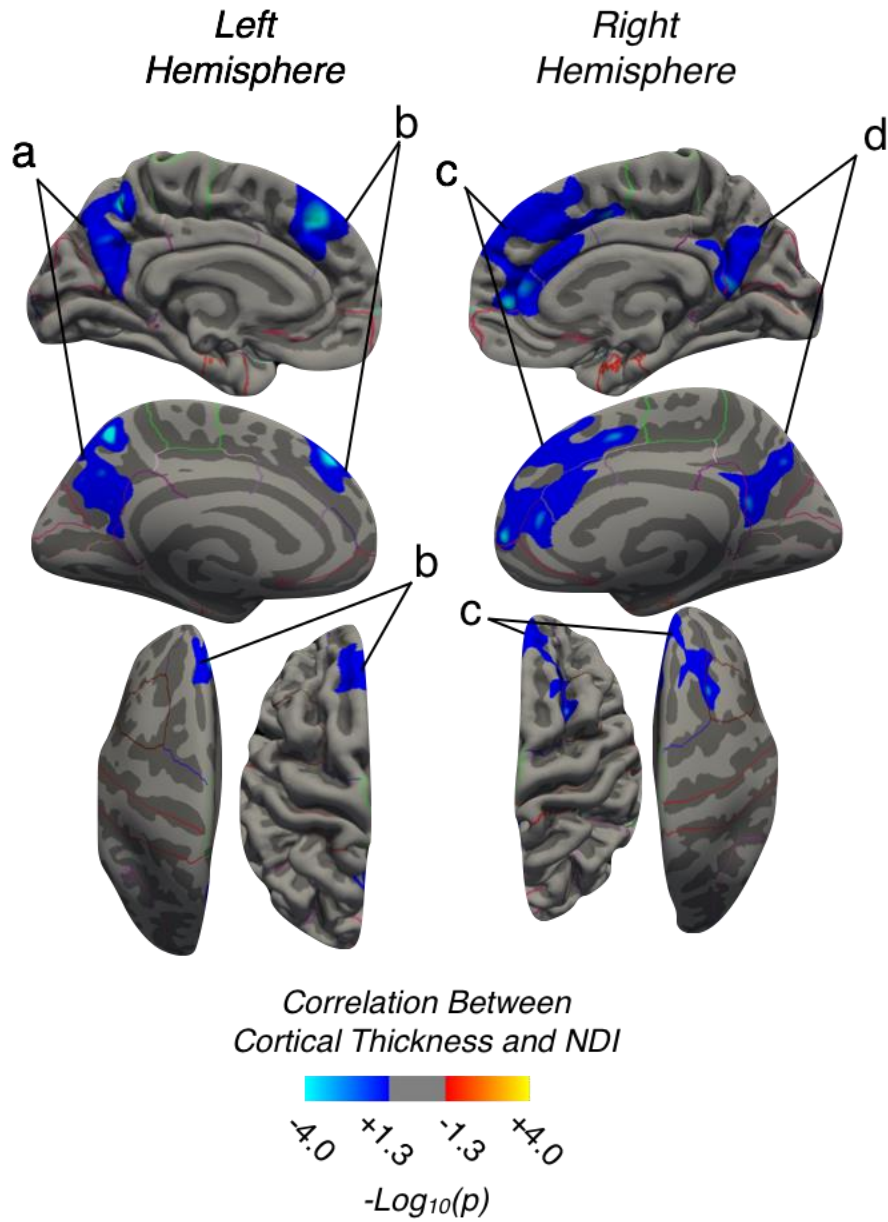 Left
Hemisphere
Right
Hemisphere
a
b
c
d
b
c
Correlation Between
Cortical Thickness and NDI
-4.0
+1.3
-1.3
+4.0
-Log₁₀(p)